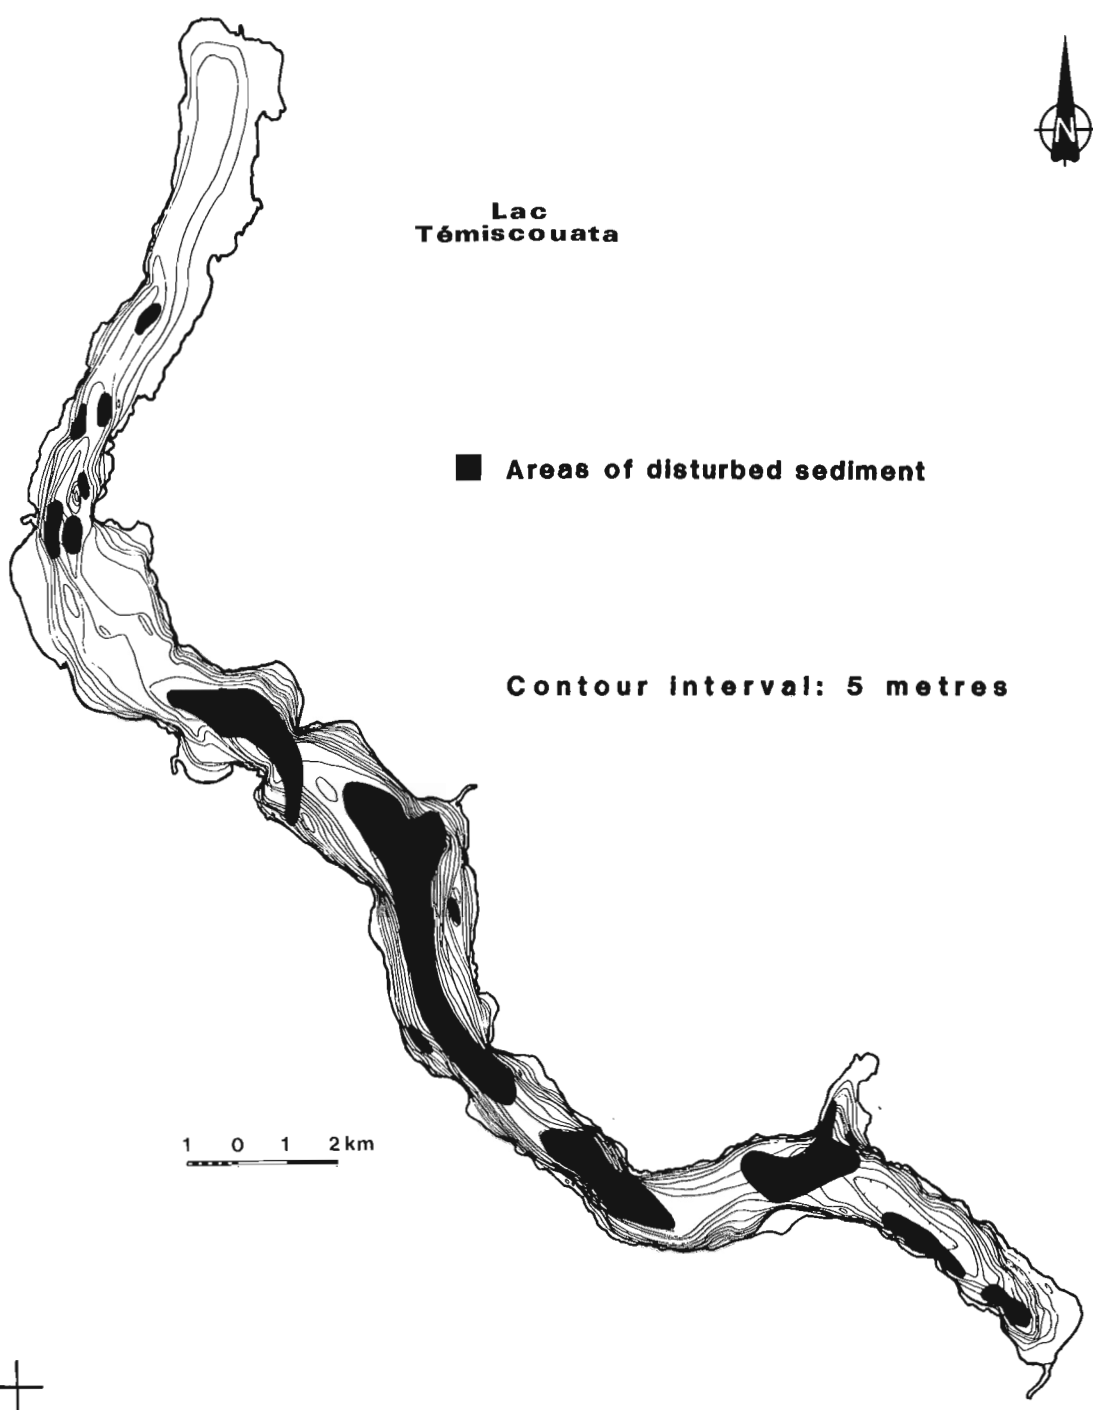 N
Lac
Témiscouata
Areas of disturbed sediment
Contour interval: 5 metres
1 0 1 2 km